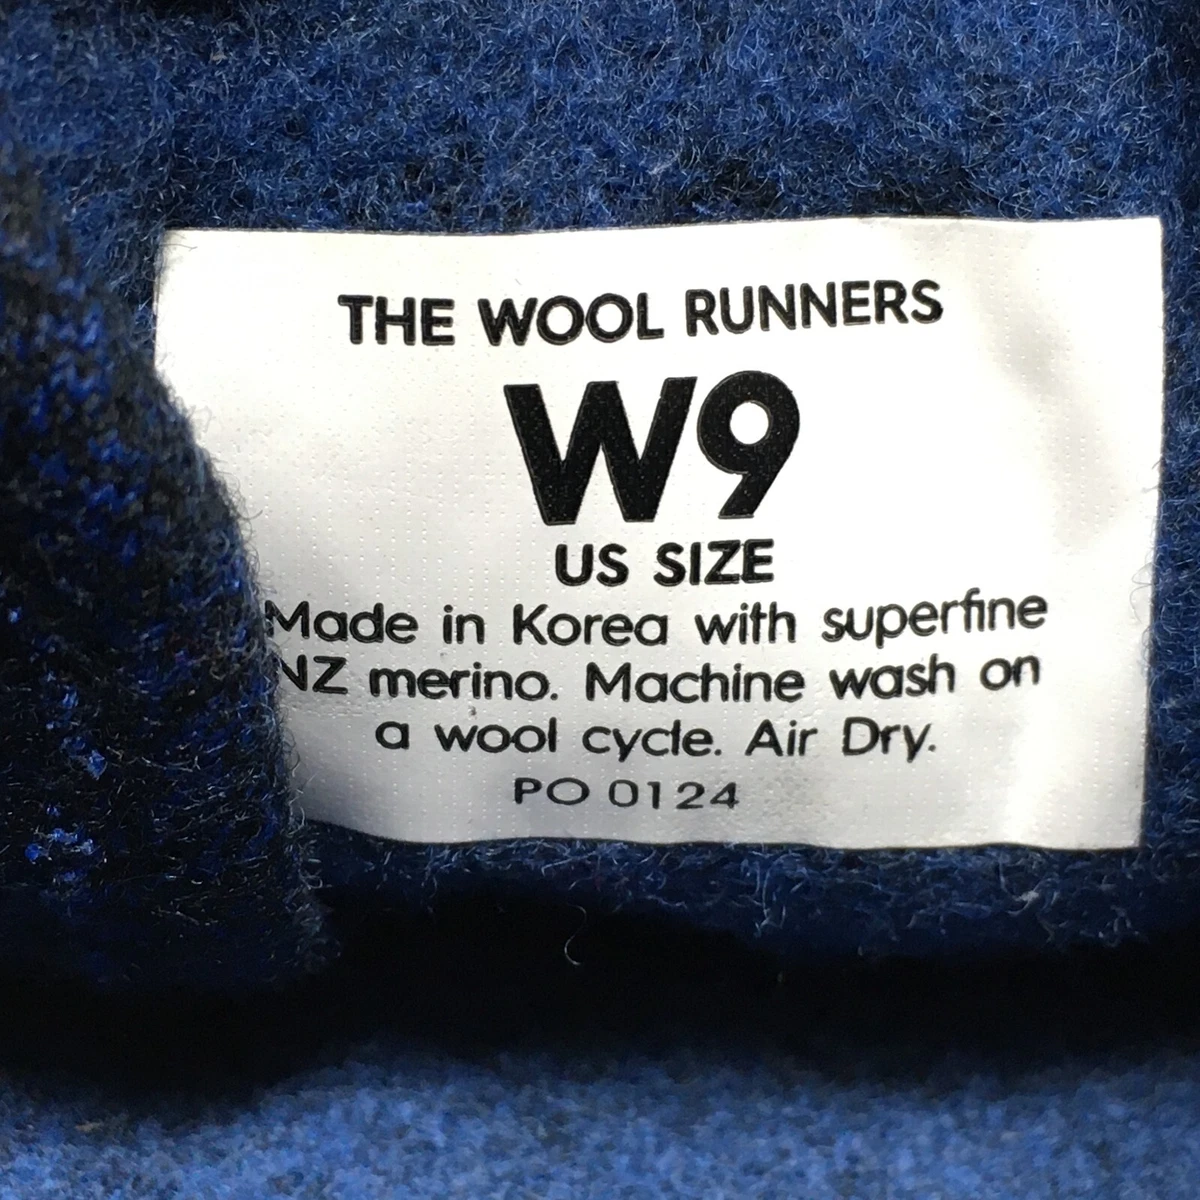 THE WOOL RUNNERS
W9
US SIZE
Made in Korea with superfine
NZ merino. Machine wash on
a wool cycle. Air Dry.
PO 0124